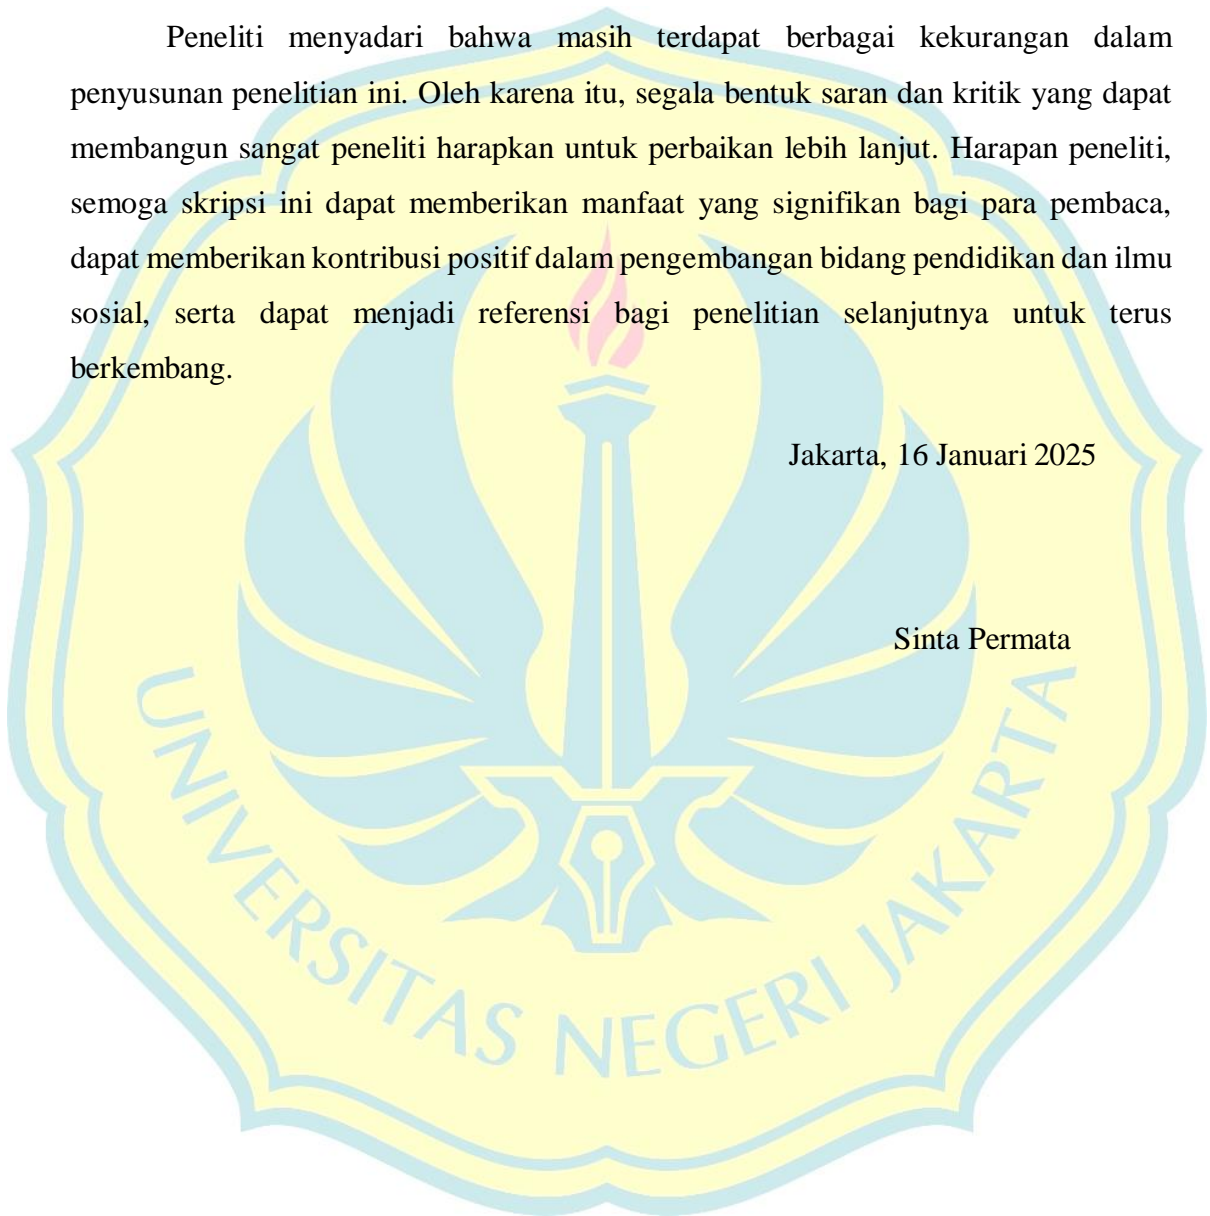 Peneliti menyadari bahwa masih terdapat berbagai kekurangan dalam
penyusunan penelitian ini. Oleh karena itu, segala bentuk saran dan kritik yang dapat
membangun sangat peneliti harapkan untuk perbaikan lebih lanjut. Harapan peneliti,
semoga skripsi ini dapat memberikan manfaat yang signifikan bagi para pembaca,
dapat memberikan kontribusi positif dalam pengembangan bidang pendidikan dan ilmu
sosial, serta dapat menjadi referensi bagi penelitian selanjutnya untuk terus
berkembang.
Jakarta, 16 Januari 2025
Sinta Permata
UNIVERSITAS NEGERI JAKARTA